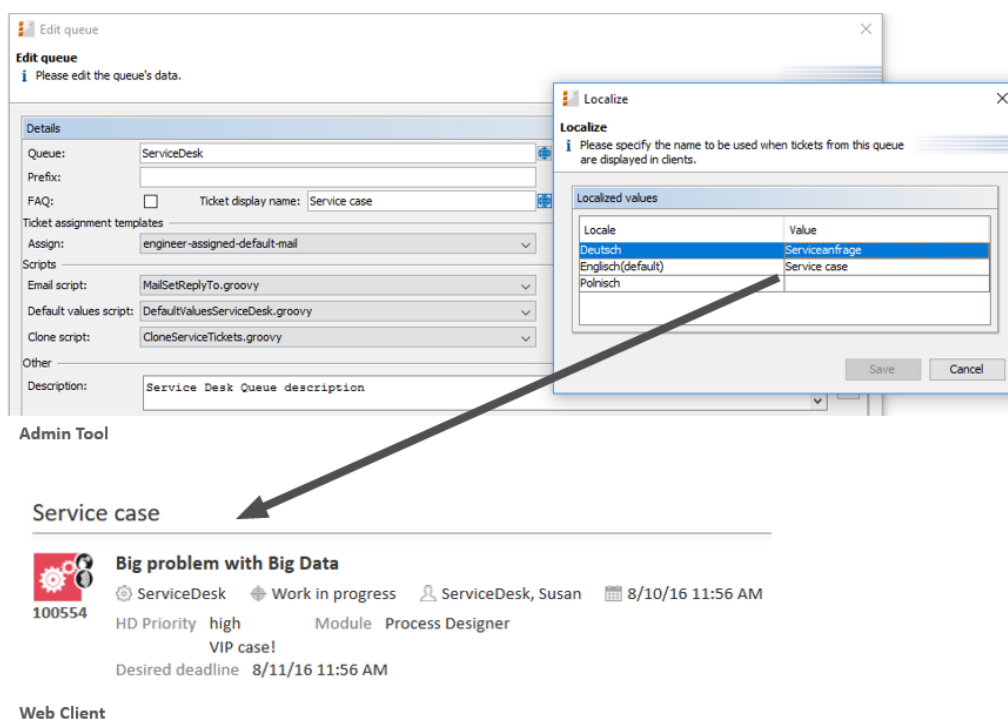 Edit queue
Edit queue
Please edit the queue's data.
Details
Queue: ServiceDesk
Prefix:
FAQ: Ticket display name: Service case
Ticket assignment templates
Assign: engineer-assigned-default-mail
Scripts
Email script: MailSetReplyTo.groovy
Default values script: DefaultValuesServiceDesk.groovy
Clone script: CloneServiceTickets.groovy
Other
Description: Service Desk Queue description
Localize
Localize
Please specify the name to be used when tickets from this queue
are displayed in clients.
Localized values
Locale Value
Deutsch Serviceanfrage
Englisch(default) Service case
Polnisch
Save Cancel
Admin Tool
Service case
Big problem with Big Data
ServiceDesk Work in progress ServiceDesk, Susan 8/10/16 11:56 AM
100554
HD Priority high Module Process Designer
VIP case!
Desired deadline 8/11/16 11:56 AM
Web Client